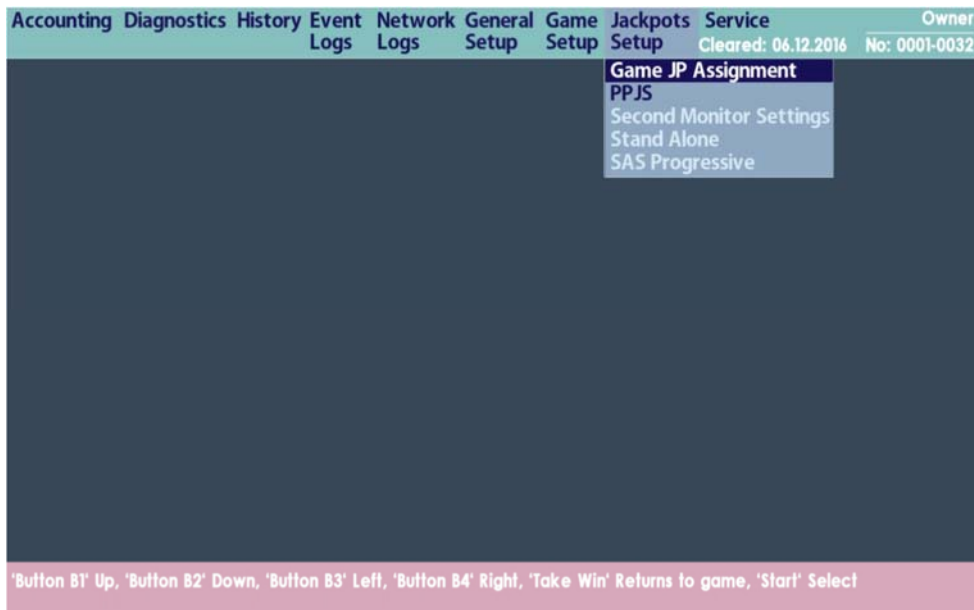 Accounting Diagnostics History Event Logs Network Logs General Setup Game Setup Jackpots Setup Service Owner
Cleared: 06.12.2016 No: 0001-0032
Game JP Assignment
PPJS
Second Monitor Settings
Stand Alone
SAS Progressive
'Button B1' Up, 'Button B2' Down, 'Button B3' Left, 'Button B4' Right, 'Take Win' Returns to game, 'Start' Select